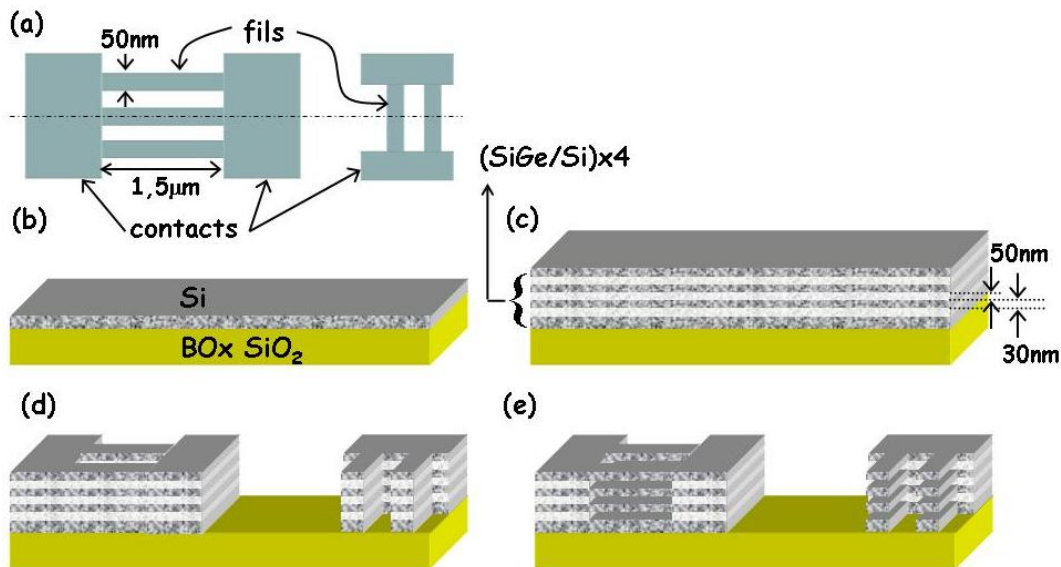 (a)
50nm
fils
1,5μm
contacts
(SiGe/Si)x4
(b)
Si
BOx SiO₂
(c)
50nm
30nm
(d)
(e)